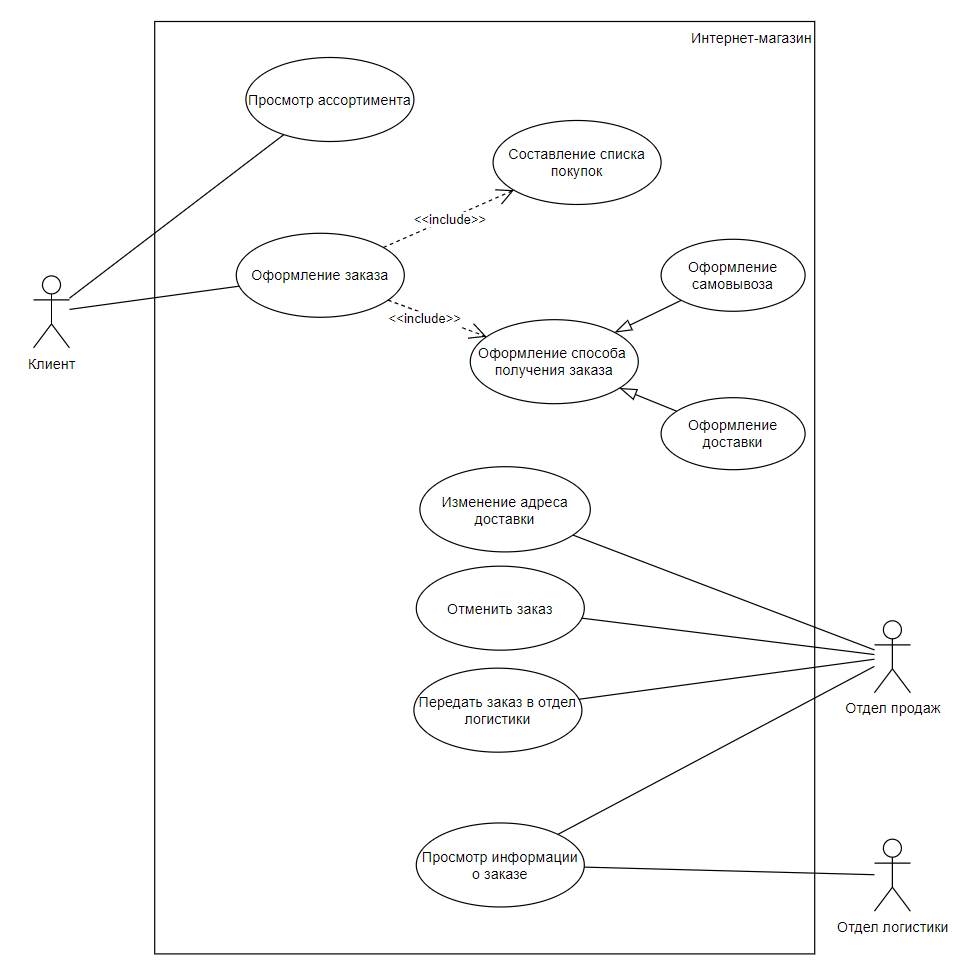 Интернет-магазин
Просмотр ассортимента
Составление списка
покупок
<<include>>
Оформление заказа
Оформление
самовывоза
<<include>>
Оформление способа
получения заказа
Клиент
Оформление
доставки
Изменение адреса
доставки
Отменить заказ
Передать заказ в отдел
логистики
Отдел продаж
Просмотр информации
о заказе
Отдел логистики